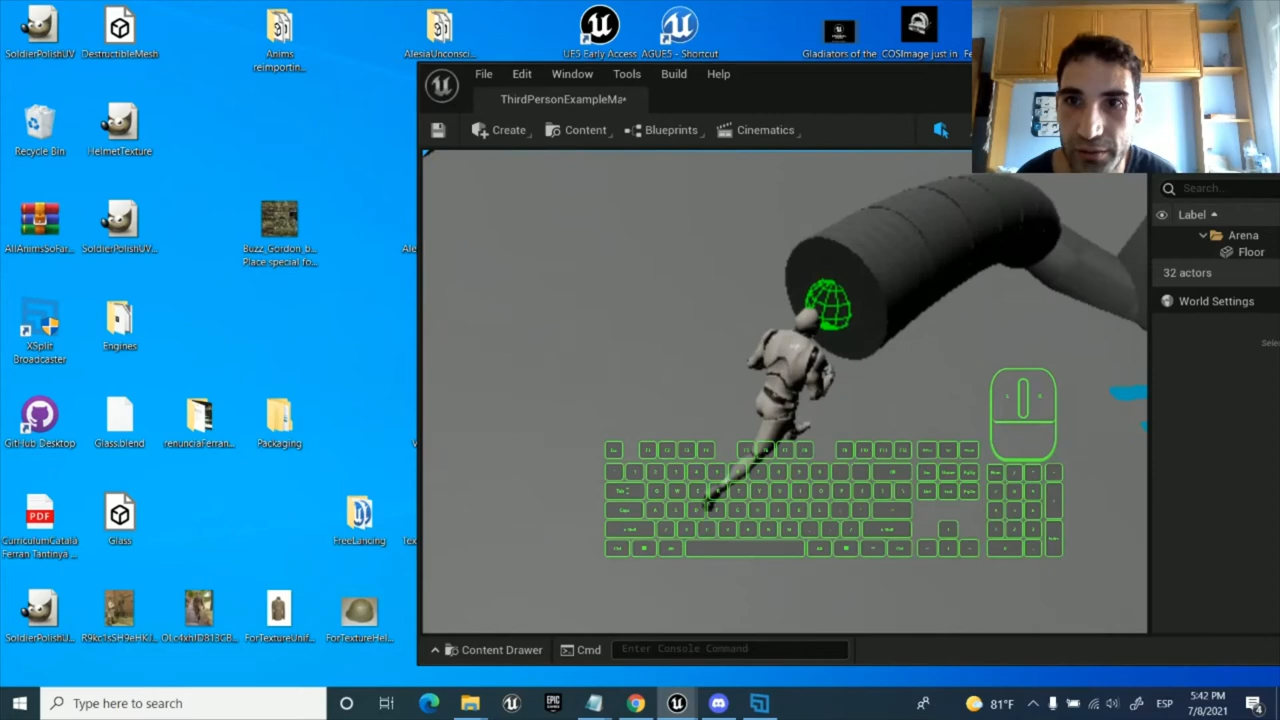 SoldierPolishUV
DestructibleMesh
Anims
reimportin...
AlesiaUnconsci...
UE5 Early Access
AGUE5 - Shortcut
Gladiators of the
COSImage just in
File Edit Window Tools Build Help
ThirdPersonExampleMa•
Create Content Blueprints Cinematics
Recycle Bin
HelmetTexture
Search...
Label
Arena
Floor
32 actors
World Settings
AllAnimsSoFar...
SoldierPolishUV...
Buzz_Gordon_b...
Place special fo...
XSplit
Broadcaster
Engines
GitHub Desktop
Glass.blend
renunciaFerran...
Packaging
CurriculumCatala
Ferran Tantinya ...
Glass
FreeLancing
SoldierPolishU...
ForTextureUnif...
ForTextureHel...
Content Drawer Cmd Enter Console Command
Type here to search
81°F
ESP
5:42 PM
7/8/2021
4